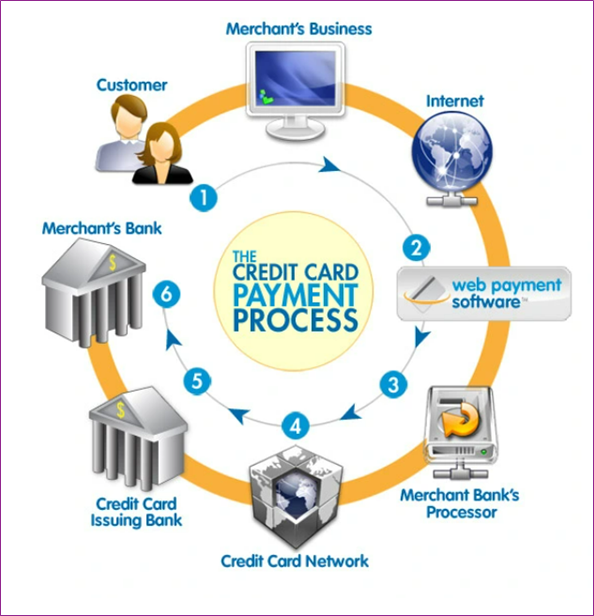 Merchant's Business
Customer
Internet
1
Merchant's Bank
2
THE
CREDIT CARD
PAYMENT
PROCESS
web payment
software™
6
5
3
4
Credit Card
Issuing Bank
Merchant Bank's
Processor
Credit Card Network
$
$